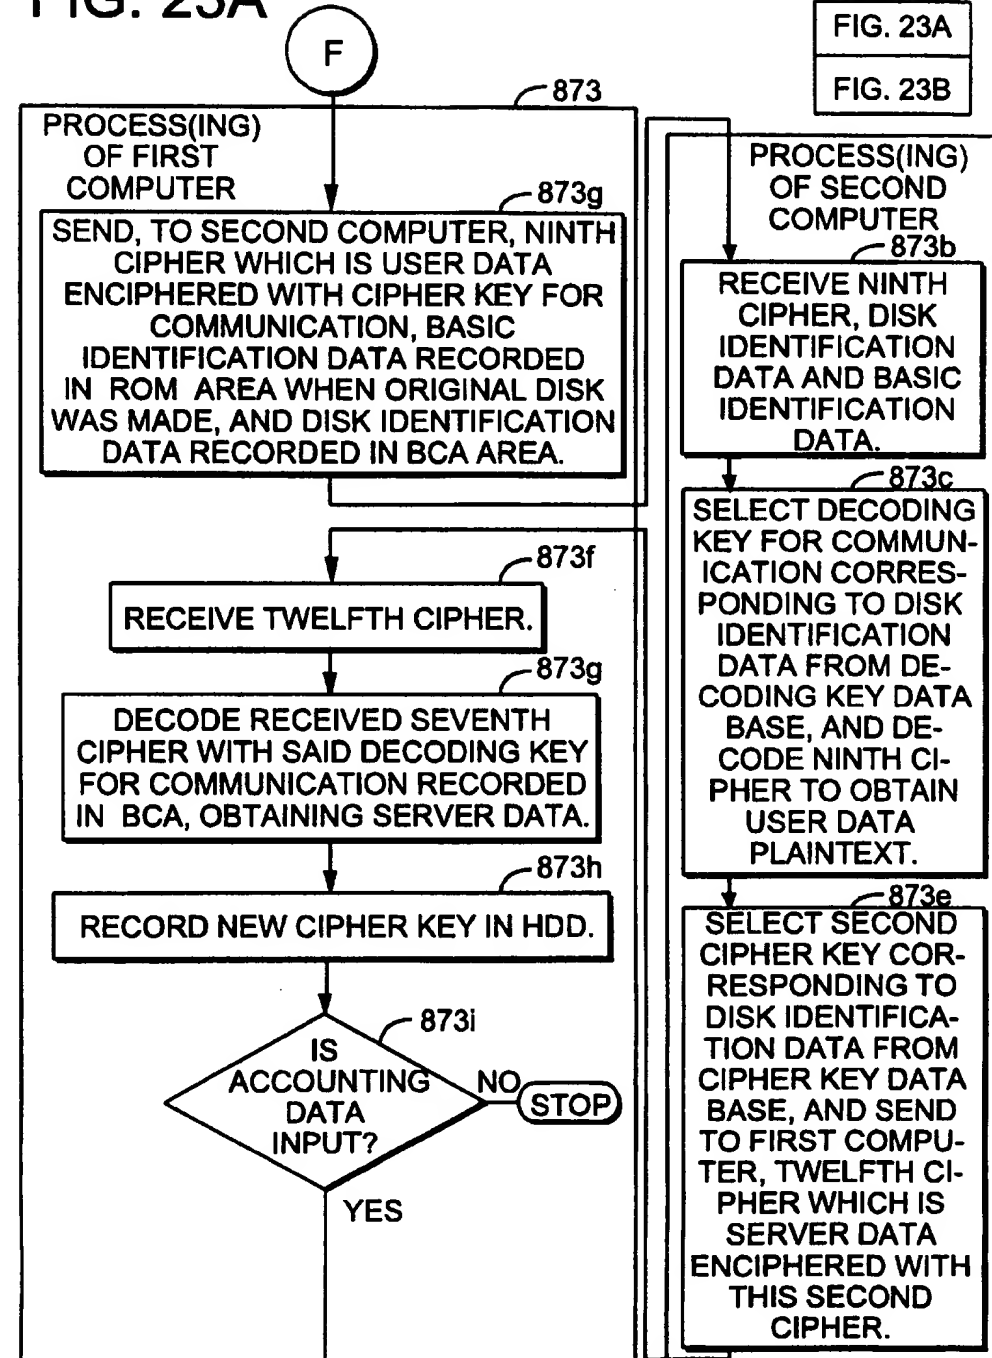 FIG. 23A
FIG. 23A
FIG. 23B
F
873
PROCESS(ING)
OF FIRST
COMPUTER
873g
SEND, TO SECOND COMPUTER, NINTH
CIPHER WHICH IS USER DATA
ENCIPHERED WITH CIPHER KEY FOR
COMMUNICATION, BASIC
IDENTIFICATION DATA RECORDED
IN ROM AREA WHEN ORIGINAL DISK
WAS MADE, AND DISK IDENTIFICATION
DATA RECORDED IN BCA AREA.
873f
RECEIVE TWELFTH CIPHER.
873g
DECODE RECEIVED SEVENTH
CIPHER WITH SAID DECODING KEY
FOR COMMUNICATION RECORDED
IN BCA, OBTAINING SERVER DATA.
873h
RECORD NEW CIPHER KEY IN HDD.
873i
IS
ACCOUNTING
DATA
INPUT?
NO
STOP
YES
PROCESS(ING)
OF SECOND
COMPUTER
873b
RECEIVE NINTH
CIPHER, DISK
IDENTIFICATION
DATA AND BASIC
IDENTIFICATION
DATA.
873c
SELECT DECODING
KEY FOR COMMUN-
ICATION CORRES-
PONDING TO DISK
IDENTIFICATION
DATA FROM DE-
CODING KEY DATA
BASE, AND DE-
CODE NINTH CI-
PHER TO OBTAIN
USER DATA
PLAINTEXT.
873e
SELECT SECOND
CIPHER KEY COR-
RESPONDING TO
DISK IDENTIFICA-
TION DATA FROM
CIPHER KEY DATA
BASE, AND SEND
TO FIRST COMPU-
TER, TWELFTH CI-
PHER WHICH IS
SERVER DATA
ENCIPHERED WITH
THIS SECOND
CIPHER.